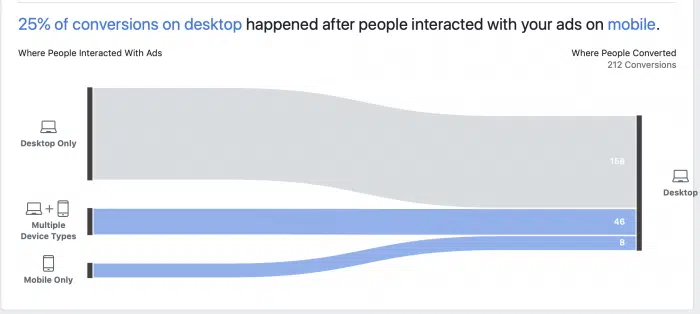 25% of conversions on desktop happened after people interacted with your ads on mobile.
Where People Interacted With Ads
Where People Converted
212 Conversions
Desktop Only
158
Desktop
+
Multiple
Device Types
46
8
Mobile Only